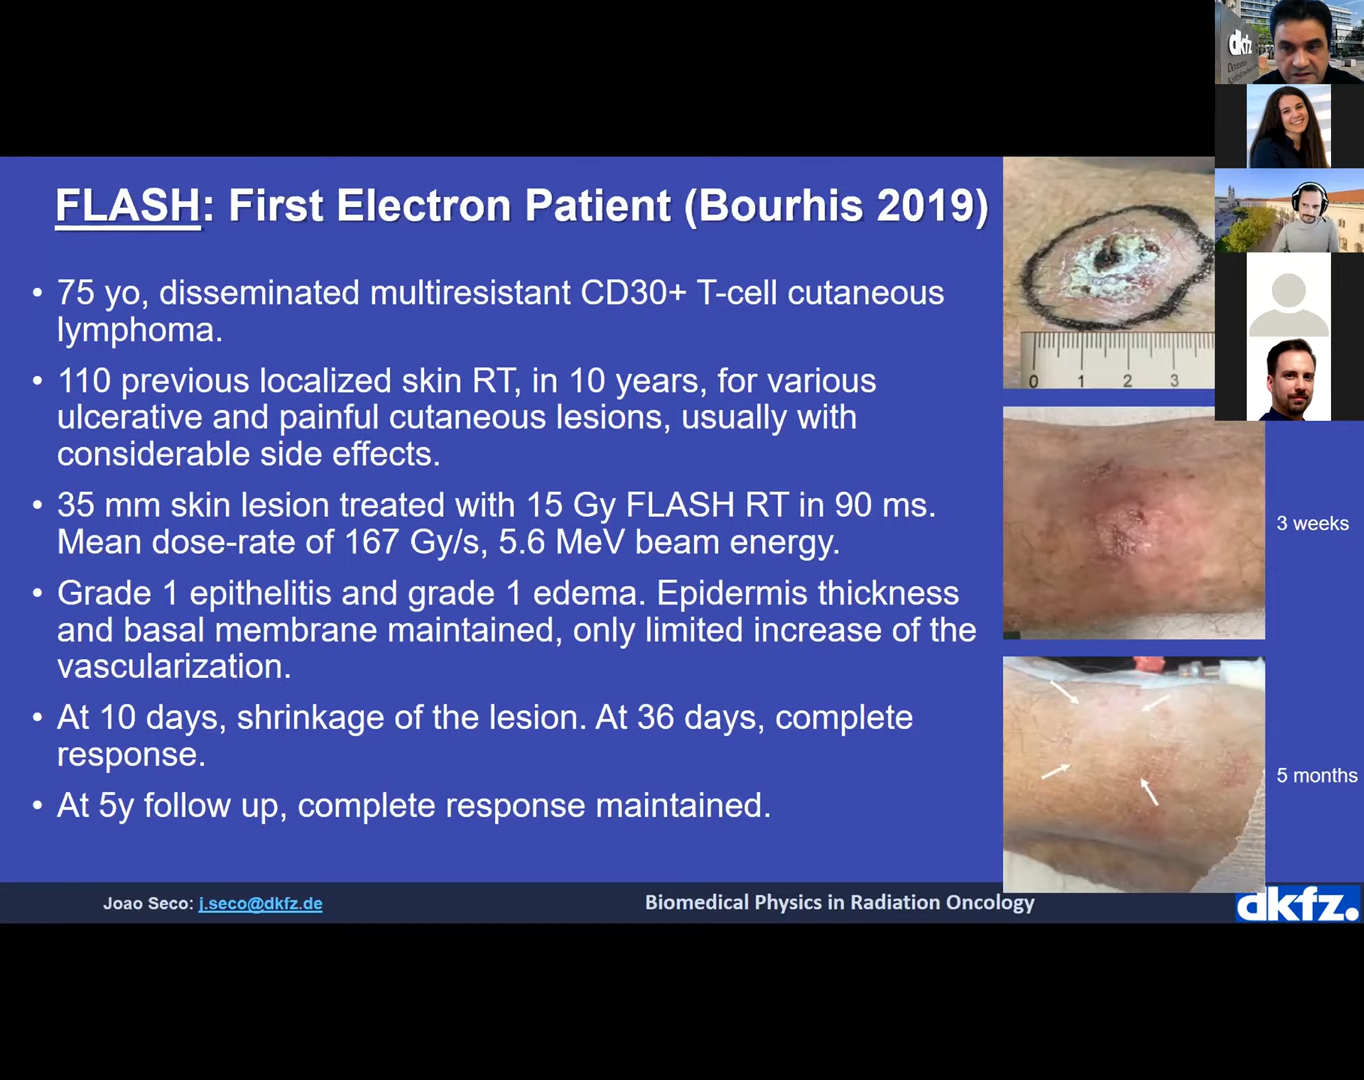 FLASH: First Electron Patient (Bourhis 2019)
• 75 yo, disseminated multiresistant CD30+ T-cell cutaneous
lymphoma.
• 110 previous localized skin RT, in 10 years, for various
ulcerative and painful cutaneous lesions, usually with
considerable side effects.
• 35 mm skin lesion treated with 15 Gy FLASH RT in 90 ms.
Mean dose-rate of 167 Gy/s, 5.6 MeV beam energy.
• Grade 1 epithelitis and grade 1 edema. Epidermis thickness
and basal membrane maintained, only limited increase of the
vascularization.
• At 10 days, shrinkage of the lesion. At 36 days, complete
response.
• At 5y follow up, complete response maintained.
0 1 2 3
3 weeks
5 months
dkfz
Joao Seco: j.seco@dkfz.de
Biomedical Physics in Radiation Oncology
dkfz.